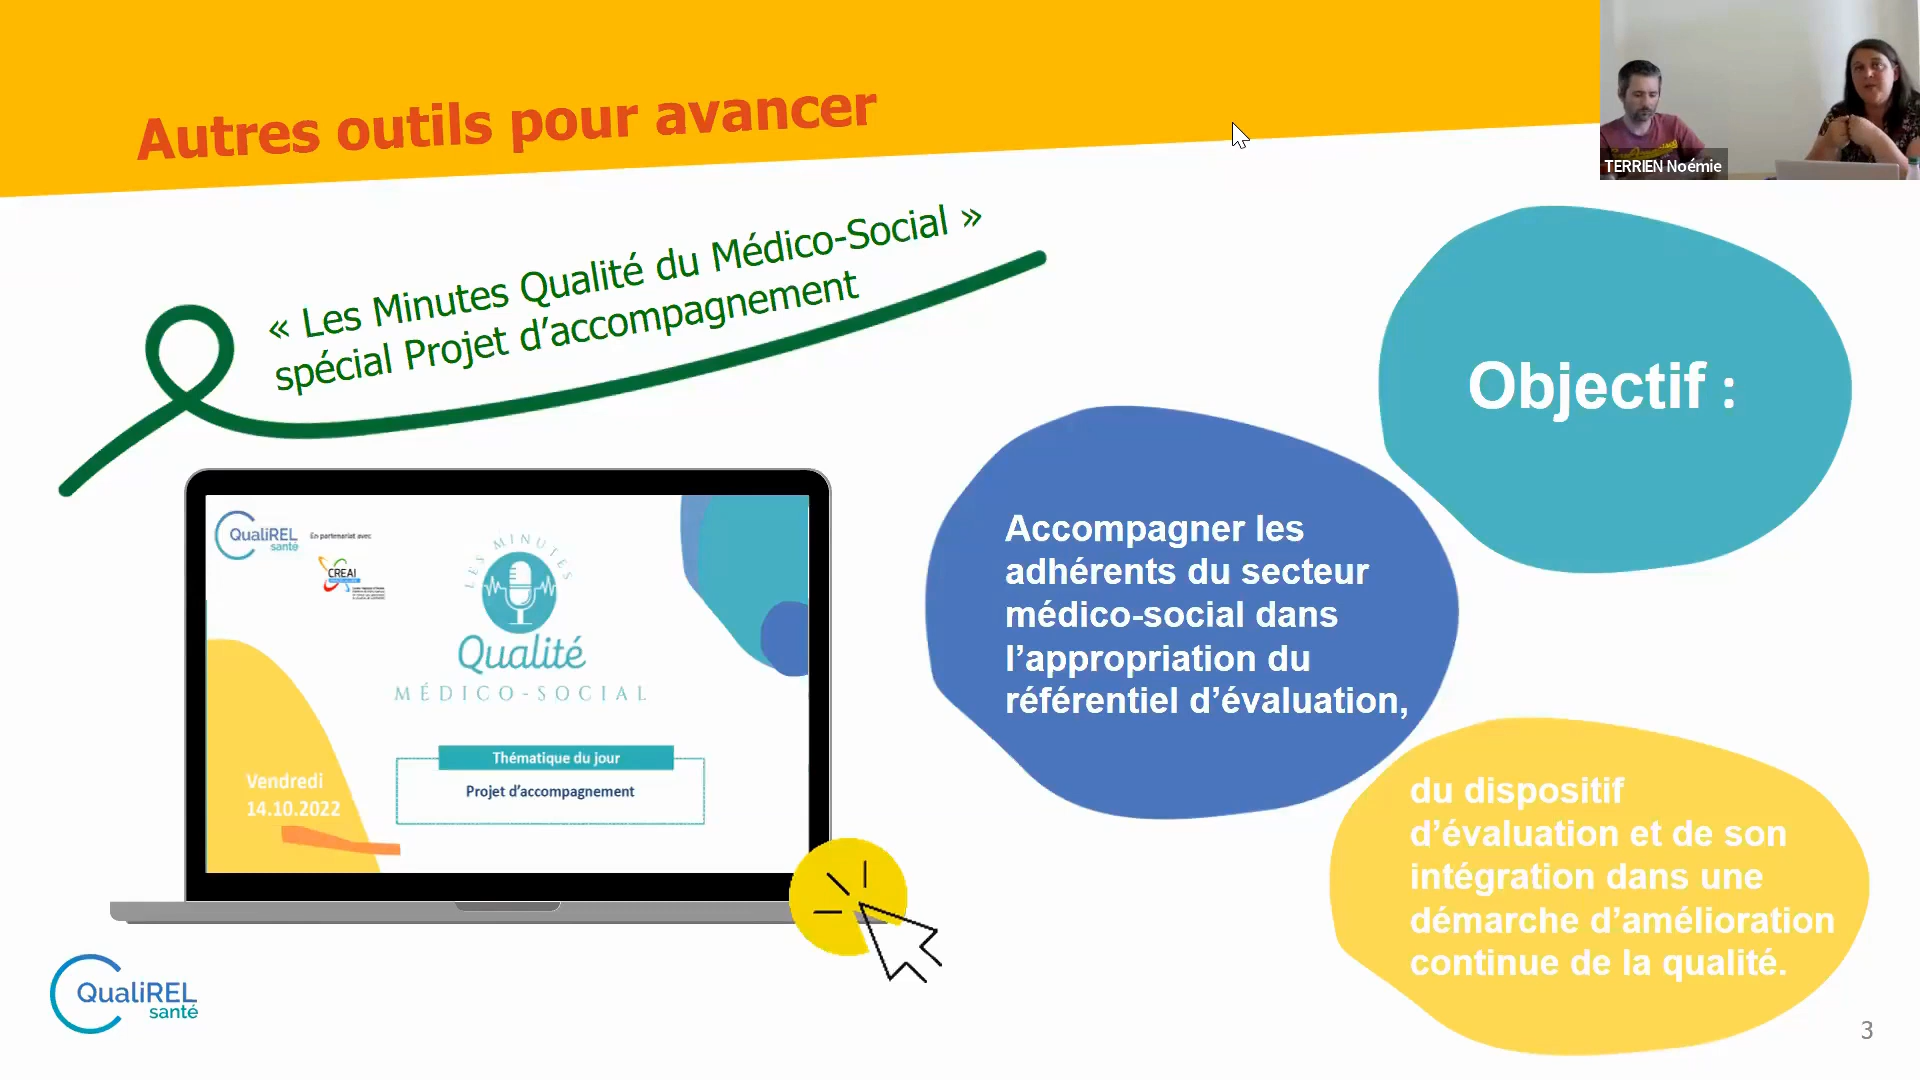 Autres outils pour avancer
TERRIEN Noémie
« Les Minutes Qualité du Médico-Social »
spécial Projet d’accompagnement
Objectif :
Accompagner les
adhérents du secteur
médico-social dans
l’appropriation du
référentiel d’évaluation,
du dispositif
d’évaluation et de son
intégration dans une
démarche d’amélioration
continue de la qualité.
QualiREL
santé
En partenariat avec
CREAI
LES MINUTES
Qualité
MÉDICO-SOCIAL
Thématique du jour
Projet d’accompagnement
Vendredi
14.10.2022
QualiREL
santé
3